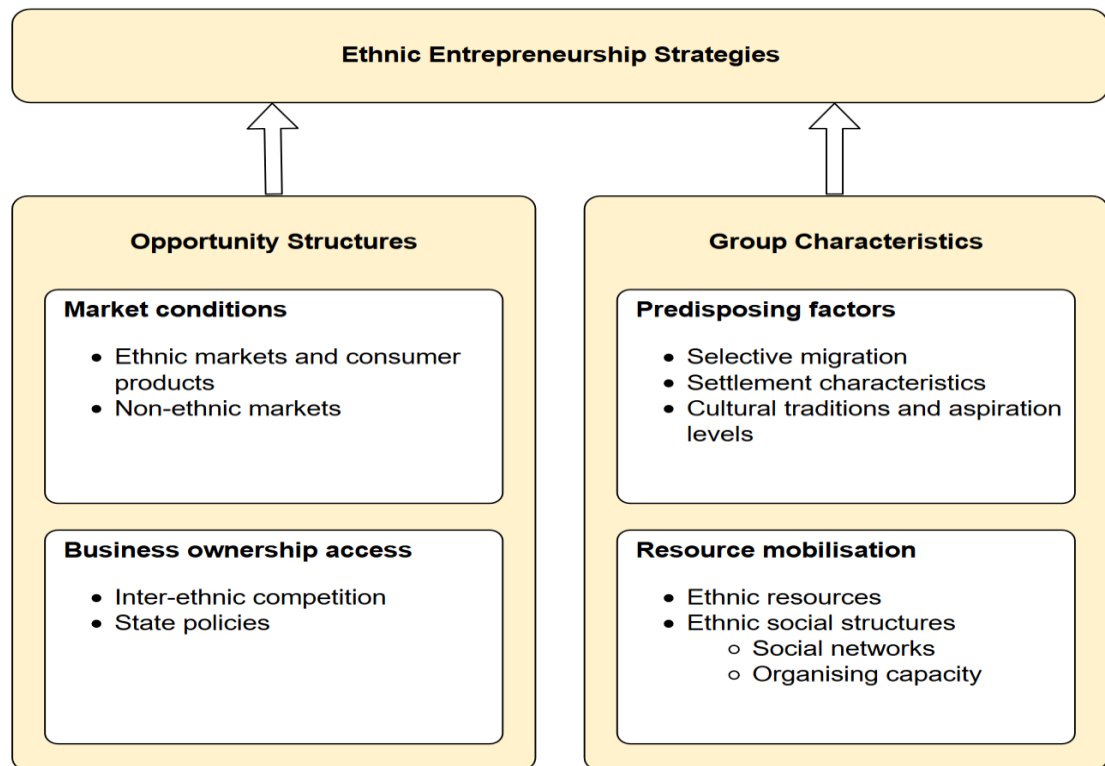 Ethnic Entrepreneurship Strategies
Opportunity Structures
Market conditions
• Ethnic markets and consumer
products
• Non-ethnic markets
Business ownership access
• Inter-ethnic competition
• State policies
Group Characteristics
Predisposing factors
• Selective migration
• Settlement characteristics
• Cultural traditions and aspiration
levels
Resource mobilisation
• Ethnic resources
• Ethnic social structures
o Social networks
o Organising capacity